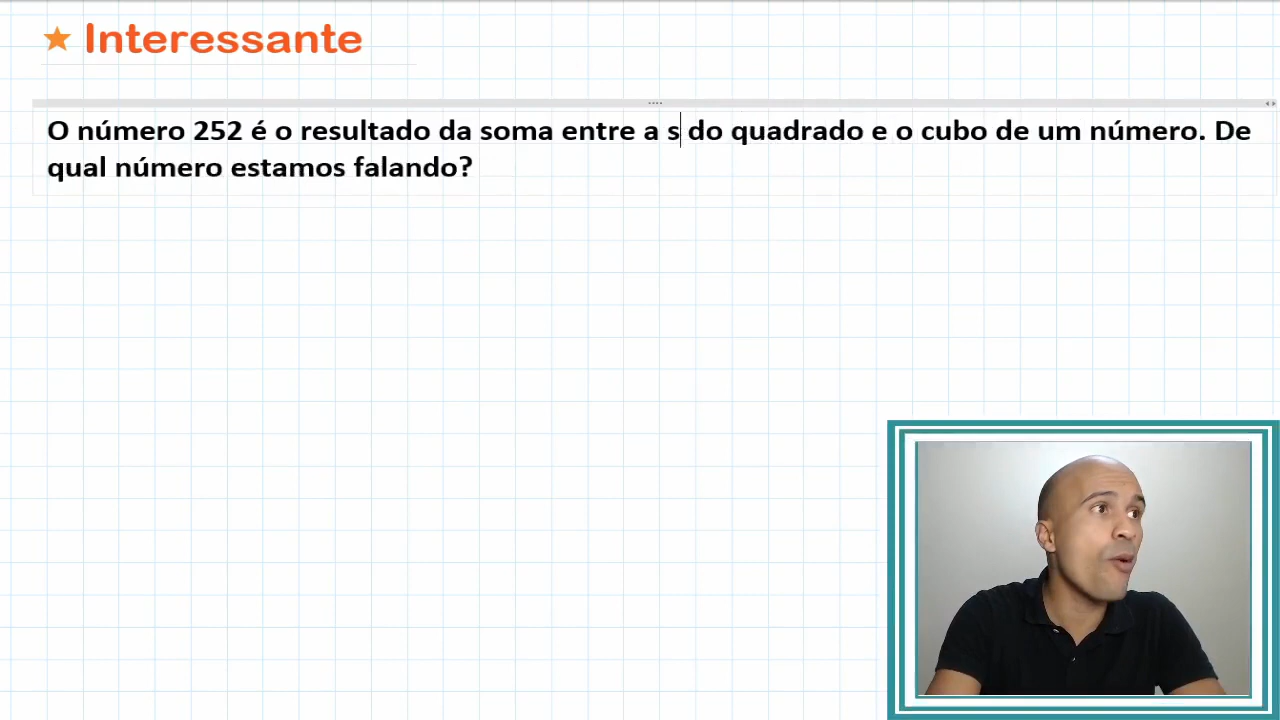 Interessante
O número 252 é o resultado da soma entre a s do quadrado e o cubo de um número. De
qual número estamos falando?